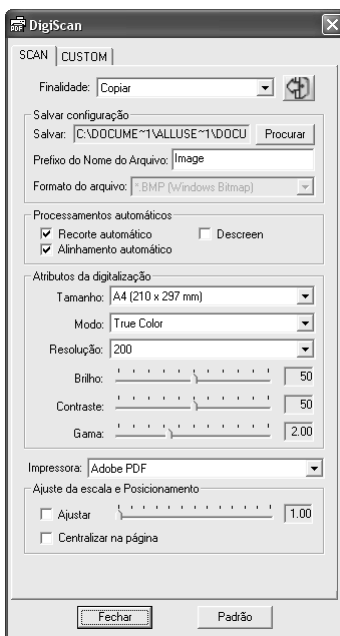 DigiScan
SCAN CUSTOM
Finalidade: Copiar
Salvar configuração
Salvar: C:\DOCUME~1\ALLUSE~1\DOCU Procurar
Prefixo do Nome do Arquivo: Image
Formato do arquivo: *.BMP (Windows Bitmap)
Processamentos automáticos
Recorte automático Descreen
Alinhamento automático
Atributos da digitalização
Tamanho: A4 (210 x 297 mm)
Modo: True Color
Resolução: 200
Brilho: 50
Contraste: 50
Gama: 2.00
Impressora: Adobe PDF
Ajuste da escala e Posicionamento
Ajustar 1.00
Centralizar na página
Fechar Padrão